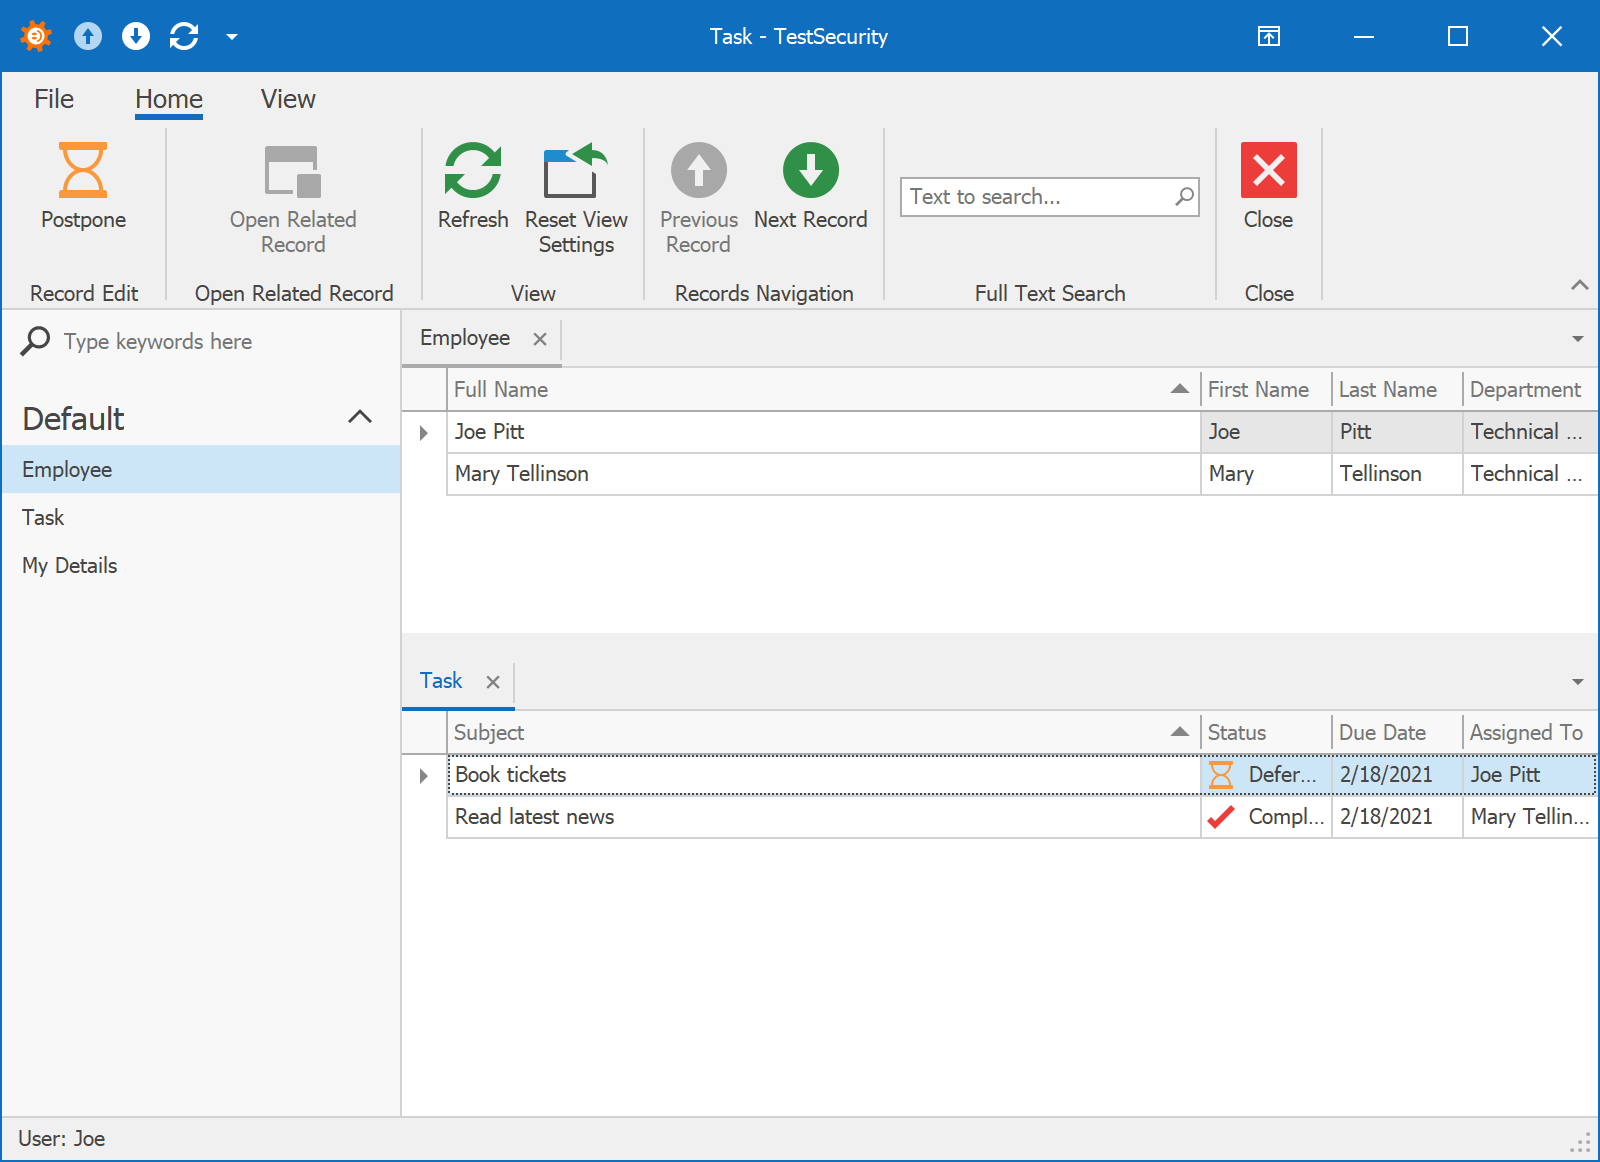 Task - TestSecurity
File Home View
Postpone
Open Related
Record
Refresh
Reset View
Settings
Previous
Record
Next Record
Text to search...
Close
Record Edit
Open Related Record
View
Records Navigation
Full Text Search
Close
Type keywords here
Default
Employee
Task
My Details
Employee
Full Name First Name Last Name Department
Joe Pitt Joe Pitt Technical ...
Mary Tellinson Mary Tellinson Technical ...
Task
Subject Status Due Date Assigned To
Book tickets Defer... 2/18/2021 Joe Pitt
Read latest news Compl... 2/18/2021 Mary Tellin...
User: Joe